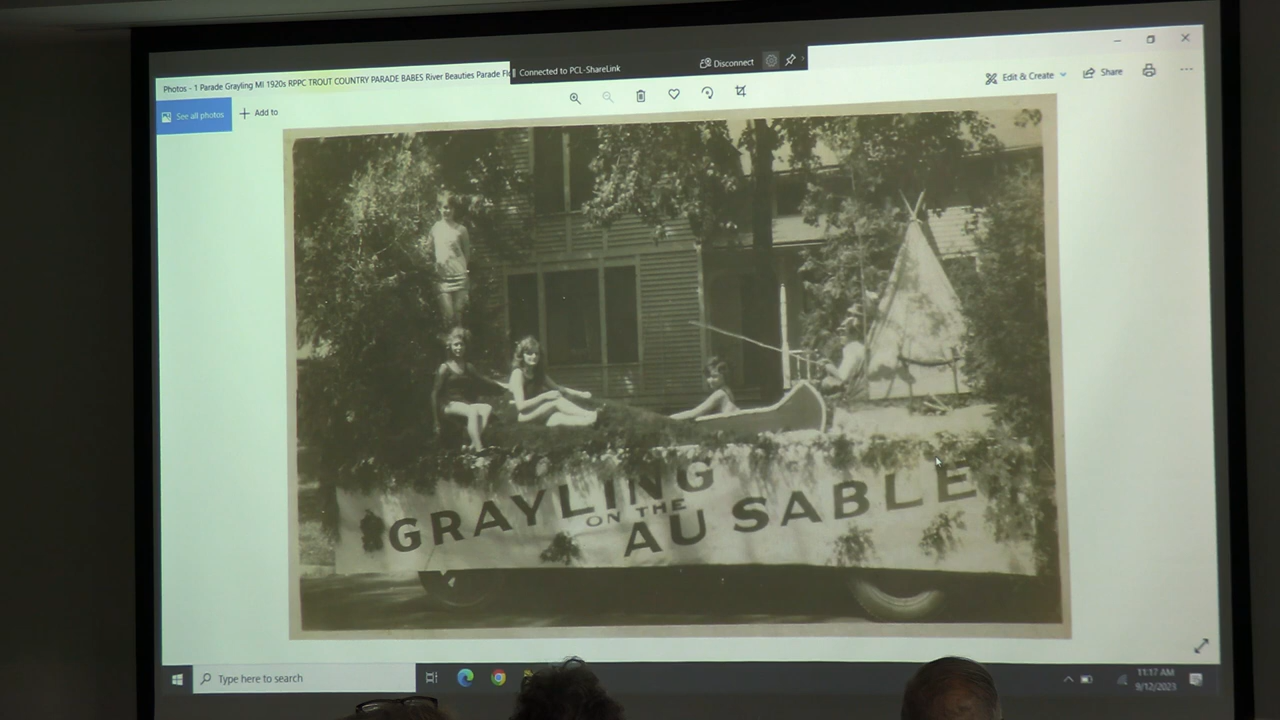 Photos - 1 Parade Grayling MI 1920s RPPC TROUT COUNTRY PARADE BABES River Beauties Parade Flo
Connected to PCL-ShareLink
Disconnect
See all photos
Add to
Edit & Create
Share
GRAYLING
ON THE
AU SABLE
Type here to search
11:17 AM
9/12/2023